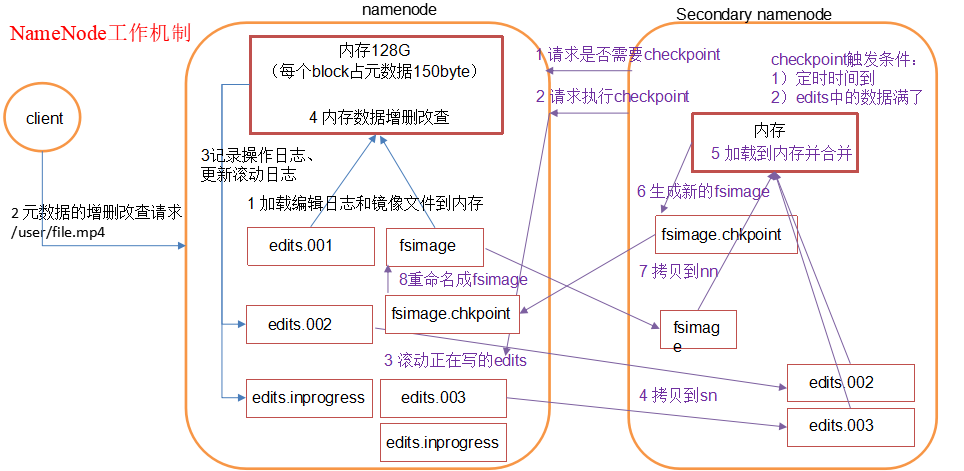 NameNode工作机制
namenode
Secondary namenode
client
内存128G
（每个block占元数据150byte）
4 内存数据增删改查
1 请求是否需要checkpoint
2 请求执行checkpoint
checkpoint触发条件：
1）定时时间到
2）edits中的数据满了
内存
5 加载到内存并合并
3记录操作日志、
更新滚动日志
1 加载编辑日志和镜像文件到内存
2 元数据的增删改查请求
/user/file.mp4
6 生成新的fsimage
edits.001
fsimage
fsimage.chkpoint
8重命名成fsimage
7 拷贝到nn
fsimage.chkpoint
edits.002
fsimag
e
3 滚动正在写的edits
edits.002
edits.inprogress
edits.003
4 拷贝到sn
edits.003
edits.inprogress